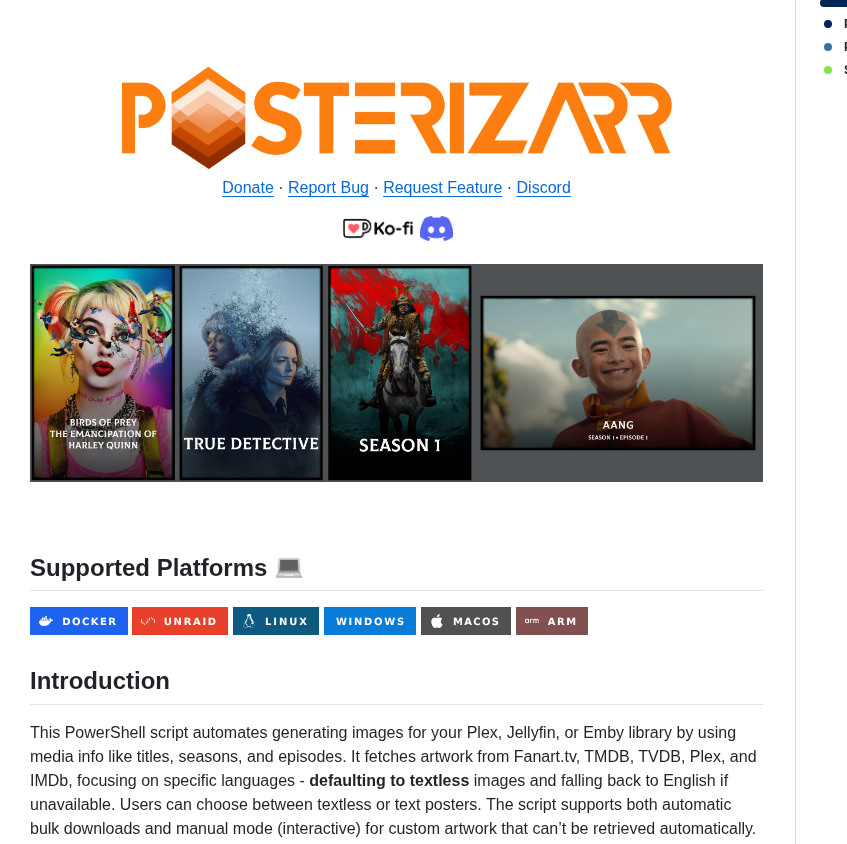 POSTERIZARR
Donate · Report Bug · Request Feature · Discord
Ko-fi
BIRDS OF PREY
THE EMANCIPATION OF
HARLEY QUINN
TRUE DETECTIVE
SEASON 1
AANG
SEASON 1 • EPISODE 1
Supported Platforms
DOCKER
UNRAID
LINUX
WINDOWS
MACOS
arm ARM
Introduction
This PowerShell script automates generating images for your Plex, Jellyfin, or Emby library by using
media info like titles, seasons, and episodes. It fetches artwork from Fanart.tv, TMDB, TVDB, Plex, and
IMDb, focusing on specific languages - defaulting to textless images and falling back to English if
unavailable. Users can choose between textless or text posters. The script supports both automatic
bulk downloads and manual mode (interactive) for custom artwork that can’t be retrieved automatically.